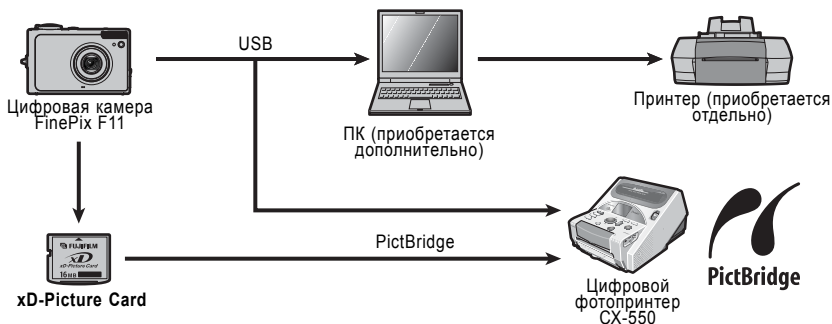 USB
Цифровая камера
FinePix F11
ПК (приобретается
дополнительно)
Принтер (приобретается
отдельно)
FUJIFILM
xD
xD-Picture Card
16MB
xD-Picture Card
PictBridge
Цифровой
фотопринтер
CX-550
PictBridge